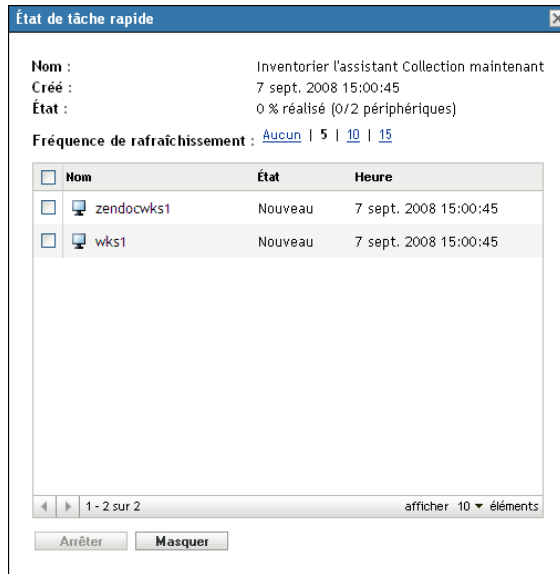 État de tâche rapide
Nom : Inventorier l'assistant Collection maintenant
Créé : 7 sept. 2008 15:00:45
État : 0 % réalisé (0/2 périphériques)
Fréquence de rafraîchissement : Aucun | 5 | 10 | 15
Nom État Heure
zendocwks1 Nouveau 7 sept. 2008 15:00:45
wks1 Nouveau 7 sept. 2008 15:00:45
1 - 2 sur 2 afficher 10 éléments
Arrêter Masquer